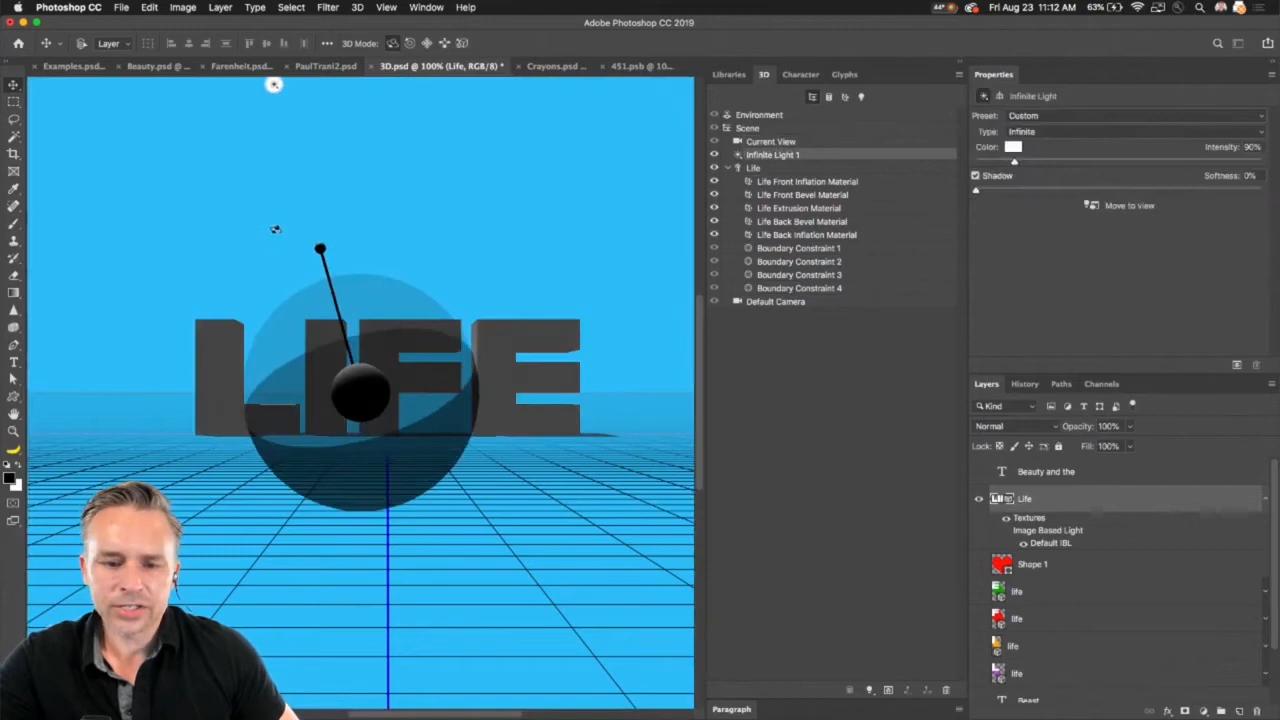 Photoshop CC File Edit Image Layer Type Select Filter 3D View Window Help
44° Fri Aug 23 11:12 AM 63%
Adobe Photoshop CC 2019
Layer 3D Mode:
Examples.psd... Beauty.psd @ ... Farenheit.psd... PaulTrani2.psd 3D.psd @ 100% (Life, RGB/8) * Crayons.psd ... 451.psb @ 10...
LIFE
Libraries 3D Character Glyphs
Environment
Scene
Current View
Infinite Light 1
Life
Life Front Inflation Material
Life Front Bevel Material
Life Extrusion Material
Life Back Bevel Material
Life Back Inflation Material
Boundary Constraint 1
Boundary Constraint 2
Boundary Constraint 3
Boundary Constraint 4
Default Camera
Paragraph
Properties
Infinite Light
Preset: Custom
Type: Infinite
Color: Intensity: 90%
Shadow Softness: 0%
Move to view
Layers History Paths Channels
Kind
Normal Opacity: 100%
Lock: Fill: 100%
Beauty and the
Life
Textures
Image Based Light
Default IBL
Shape 1
life
life
life
life
Beast